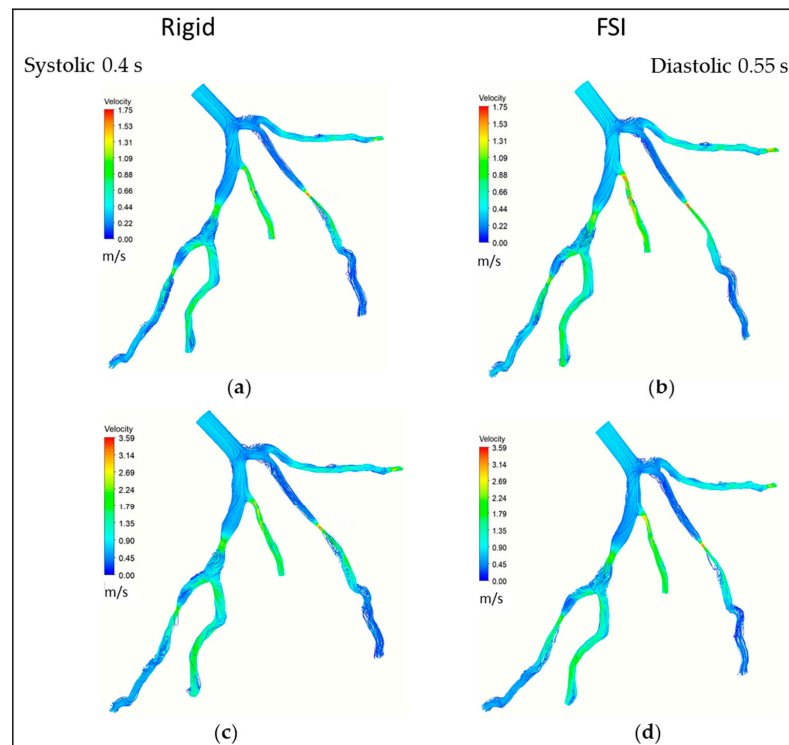 Rigid FSI
Systolic 0.4 s Diastolic 0.55 s
Velocity Velocity
1.75 1.75
1.53 1.53
1.31 1.31
1.09 1.09
0.88 0.88
0.66 0.66
0.44 0.44
0.22 0.22
0.00 0.00
m/s m/s
(a) (b)
Velocity Velocity
3.59 3.59
3.14 3.14
2.69 2.69
2.24 2.24
1.79 1.79
1.35 1.35
0.90 0.90
0.45 0.45
0.00 0.00
m/s m/s
(c) (d)